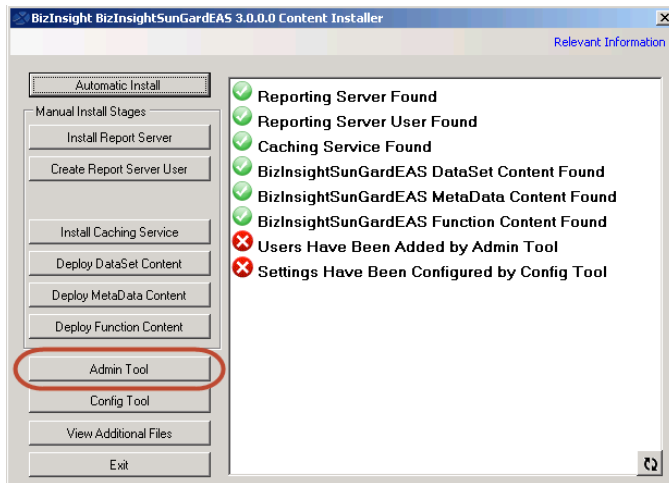 BizInsight BizInsightSunGardEAS 3.0.0.0 Content Installer
Relevant Information
Automatic Install
Manual Install Stages
Install Report Server
Create Report Server User
Install Caching Service
Deploy DataSet Content
Deploy MetaData Content
Deploy Function Content
Admin Tool
Config Tool
View Additional Files
Exit
Reporting Server Found
Reporting Server User Found
Caching Service Found
BizInsightSunGardEAS DataSet Content Found
BizInsightSunGardEAS MetaData Content Found
BizInsightSunGardEAS Function Content Found
Users Have Been Added by Admin Tool
Settings Have Been Configured by Config Tool